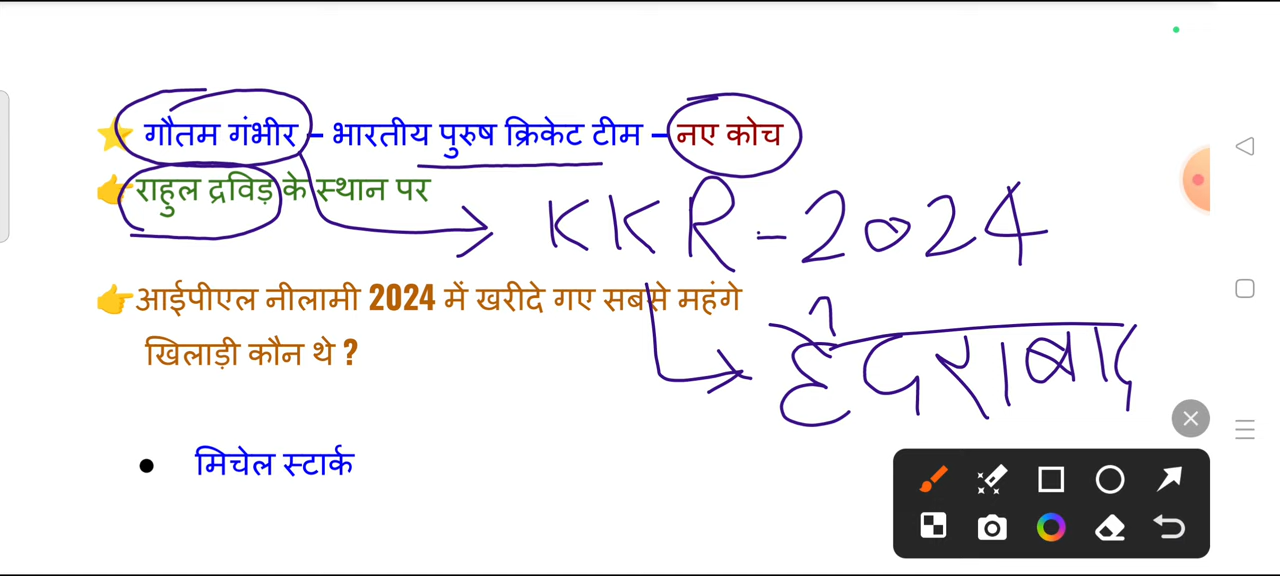 गौतम गंभीर – भारतीय पुरुष क्रिकेट टीम – नए कोच
राहुल द्रविड़ के स्थान पर
KKR - 2024
आईपीएल नीलामी 2024 में खरीदे गए सबसे महंगे
खिलाड़ी कौन थे ?
हैदराबाद
मिचेल स्टार्क